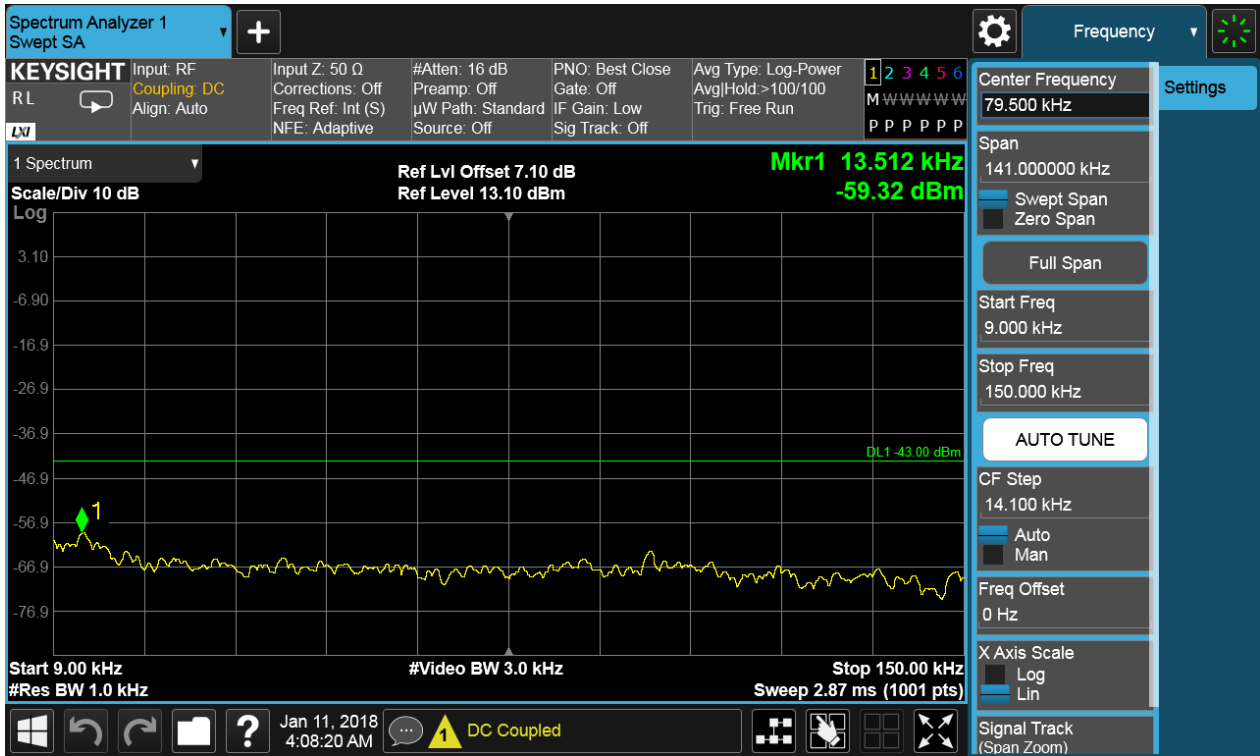 Spectrum Analyzer 1
Swept SA
+
Frequency
KEYSIGHT
RL
LXI
Input: RF
Coupling: DC
Align: Auto
Input Z: 50 Ω
Corrections: Off
Freq Ref: Int (S)
NFE: Adaptive
#Atten: 16 dB
Preamp: Off
µW Path: Standard
Source: Off
PNO: Best Close
Gate: Off
IF Gain: Low
Sig Track: Off
Avg Type: Log-Power
Avg|Hold:>100/100
Trig: Free Run
1 2 3 4 5 6
M W W W W W
P P P P P P
1 Spectrum
Scale/Div 10 dB
Log
Ref Lvl Offset 7.10 dB
Ref Level 13.10 dBm
Mkr1 13.512 kHz
-59.32 dBm
3.10
-6.90
-16.9
-26.9
-36.9
DL1 -43.00 dBm
-46.9
1
-56.9
-66.9
-76.9
Start 9.00 kHz
#Video BW 3.0 kHz
Stop 150.00 kHz
#Res BW 1.0 kHz
Sweep 2.87 ms (1001 pts)
Center Frequency
79.500 kHz
Span
141.000000 kHz
Swept Span
Zero Span
Full Span
Start Freq
9.000 kHz
Stop Freq
150.000 kHz
AUTO TUNE
CF Step
14.100 kHz
Auto
Man
Freq Offset
0 Hz
X Axis Scale
Log
Lin
Signal Track
(Span Zoom)
Settings
?
Jan 11, 2018
4:08:20 AM
1
DC Coupled